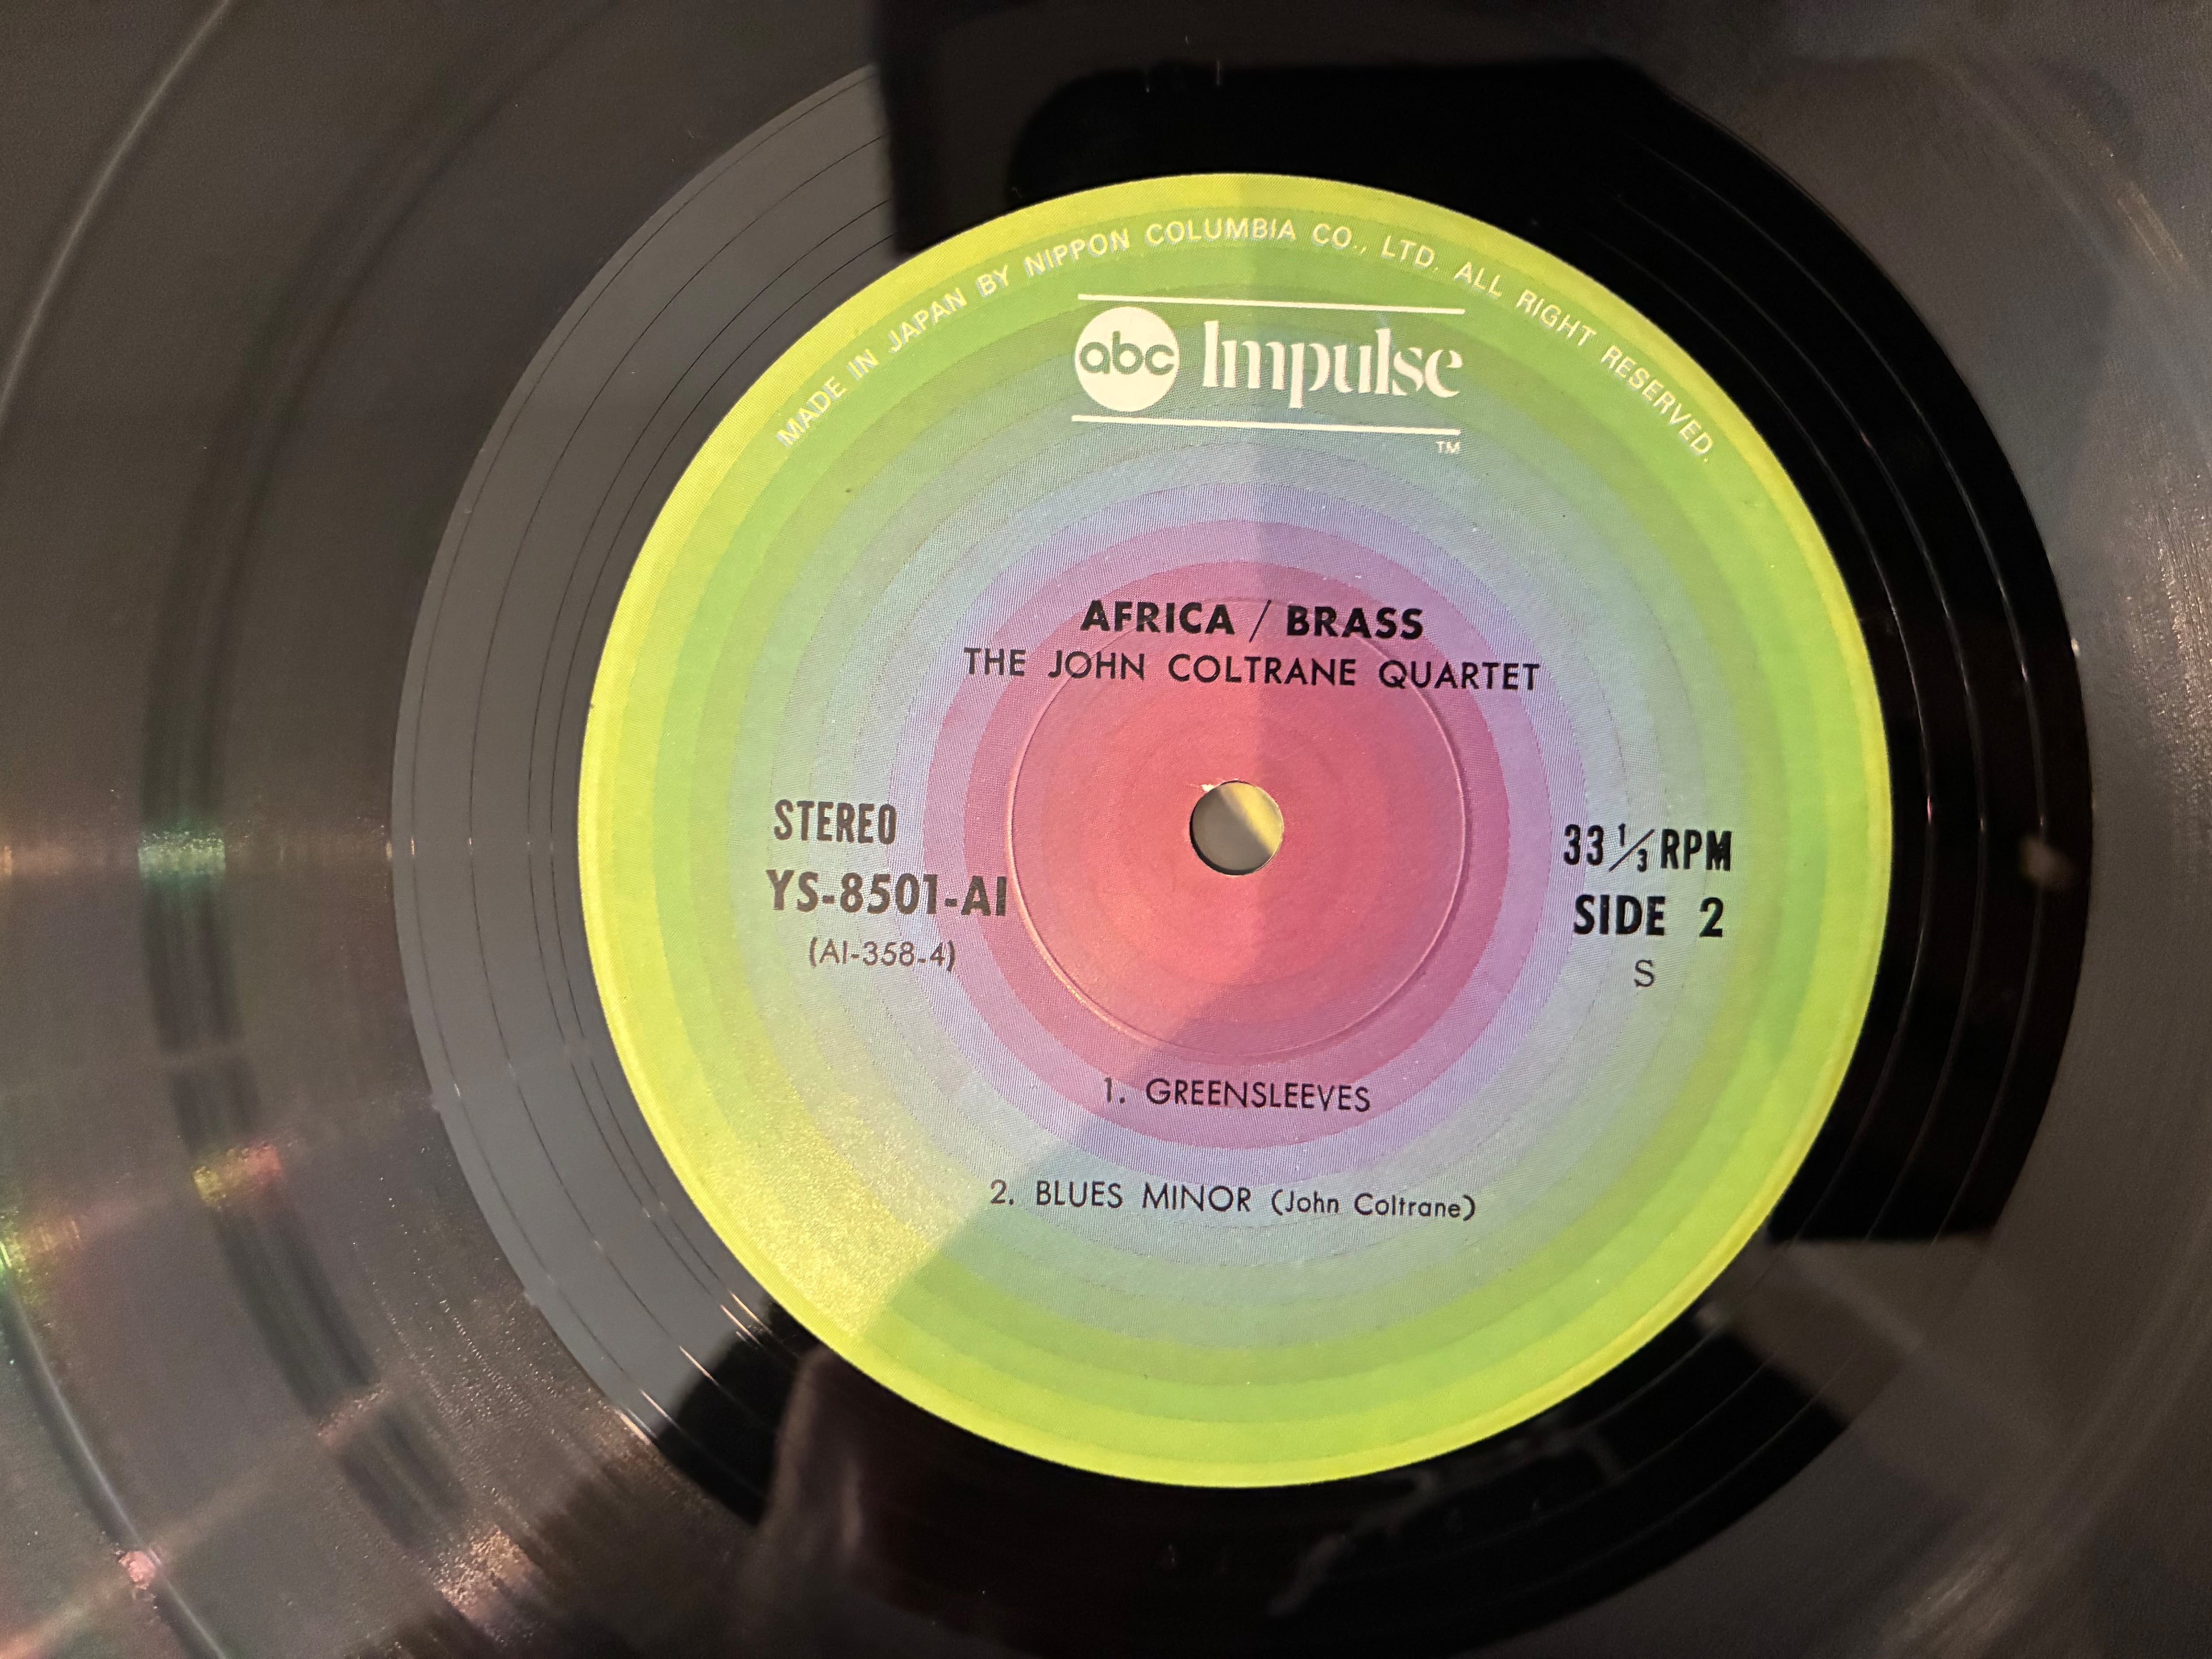 MADE IN JAPAN BY NIPPON COLUMBIA CO., LTD. ALL RIGHT RESERVED.
abc Impulse
TM
AFRICA / BRASS
THE JOHN COLTRANE QUARTET
STEREO
YS-8501-AI
(AI-358-4)
33 1/3 RPM
SIDE 2
S
1. GREENSLEEVES
2. BLUES MINOR (John Coltrane)